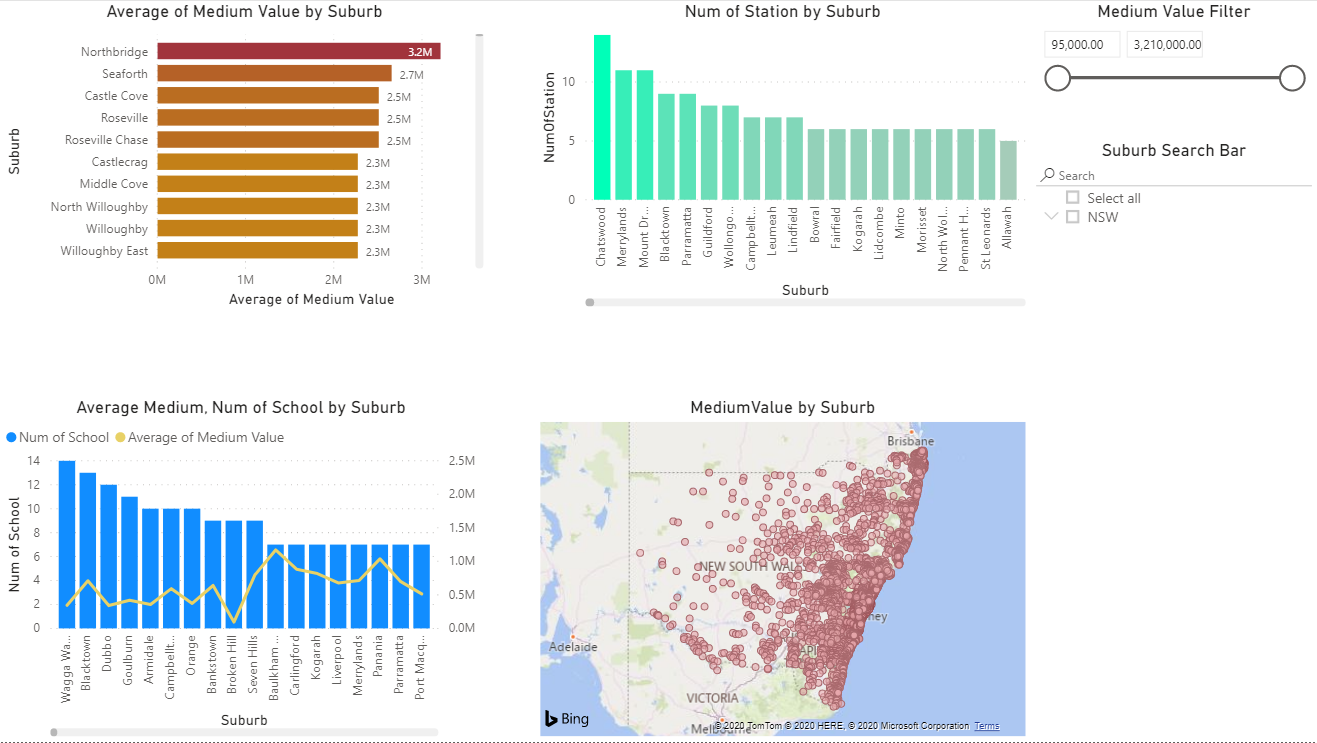 Average of Medium Value by Suburb
Suburb
Northbridge 3.2M
Seaforth 2.7M
Castle Cove 2.5M
Roseville 2.5M
Roseville Chase 2.5M
Castlecrag 2.3M
Middle Cove 2.3M
North Willoughby 2.3M
Willoughby 2.3M
Willoughby East 2.3M
0M 1M 2M 3M
Average of Medium Value
Num of Station by Suburb
NumOfStation
10
5
0
Chatswood
Merrylands
Mount Dr...
Blacktown
Parramatta
Guildford
Wollongo...
Campbellt...
Leumeah
Lindfield
Bowral
Fairfield
Kogarah
Lidcombe
Minto
Morisset
North Wol...
Pennant H...
St Leonards
Allawah
Suburb
Medium Value Filter
95,000.00 3,210,000.00
Suburb Search Bar
Search
Select all
NSW
Average Medium, Num of School by Suburb
Num of School Average of Medium Value
Num of School
14
12
10
8
6
4
2
0
2.5M
2.0M
1.5M
1.0M
0.5M
0.0M
Wagga Wa...
Blacktown
Dubbo
Goulburn
Armidale
Campbellt...
Orange
Bankstown
Broken Hill
Seven Hills
Baulkham ...
Carlingford
Kogarah
Liverpool
Merrylands
Panania
Parramatta
Port Macq...
Suburb
MediumValue by Suburb
Brisbane
NEW SOUTH WAL
ney
Adelaide
API
VICTORIA
Melbourne
Bing
© 2020 TomTom © 2020 HERE, © 2020 Microsoft Corporation Terms